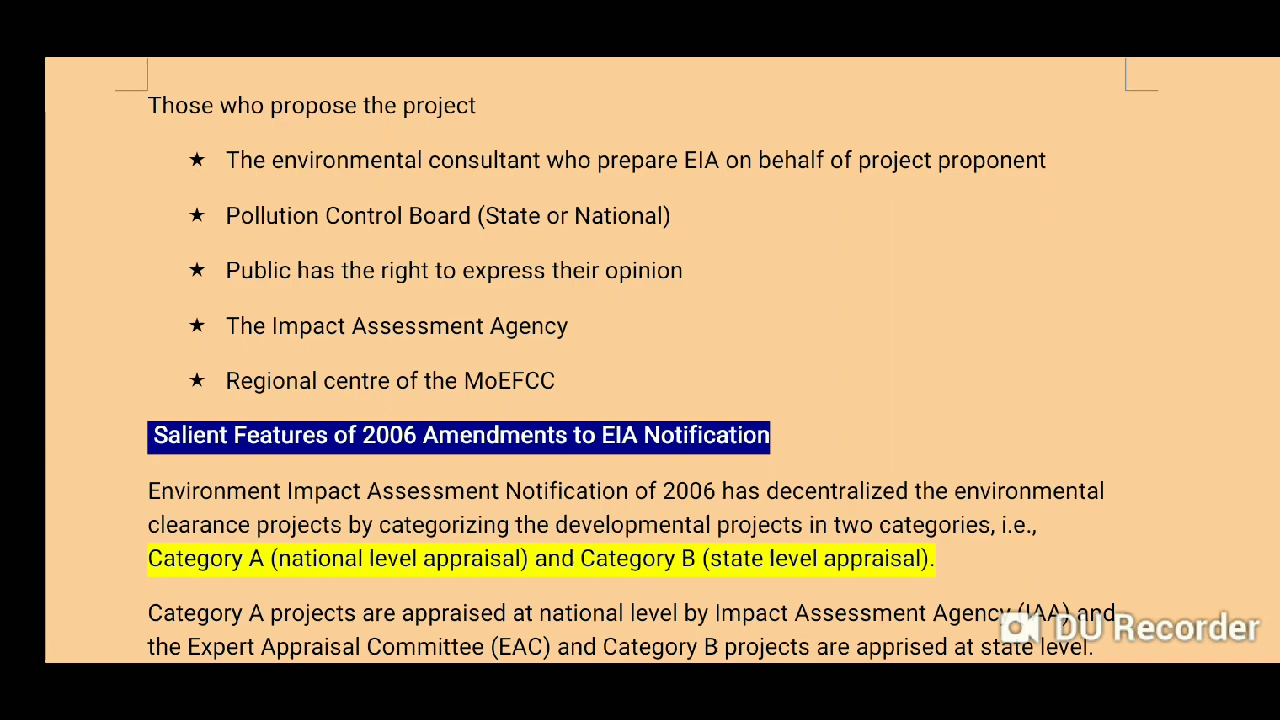 Those who propose the project
★ The environmental consultant who prepare EIA on behalf of project proponent
★ Pollution Control Board (State or National)
★ Public has the right to express their opinion
★ The Impact Assessment Agency
★ Regional centre of the MoEFCC
Salient Features of 2006 Amendments to EIA Notification
Environment Impact Assessment Notification of 2006 has decentralized the environmental
clearance projects by categorizing the developmental projects in two categories, i.e.,
Category A (national level appraisal) and Category B (state level appraisal).
Category A projects are appraised at national level by Impact Assessment Agency (IAA) and
the Expert Appraisal Committee (EAC) and Category B projects are apprised at state level.
DU Recorder